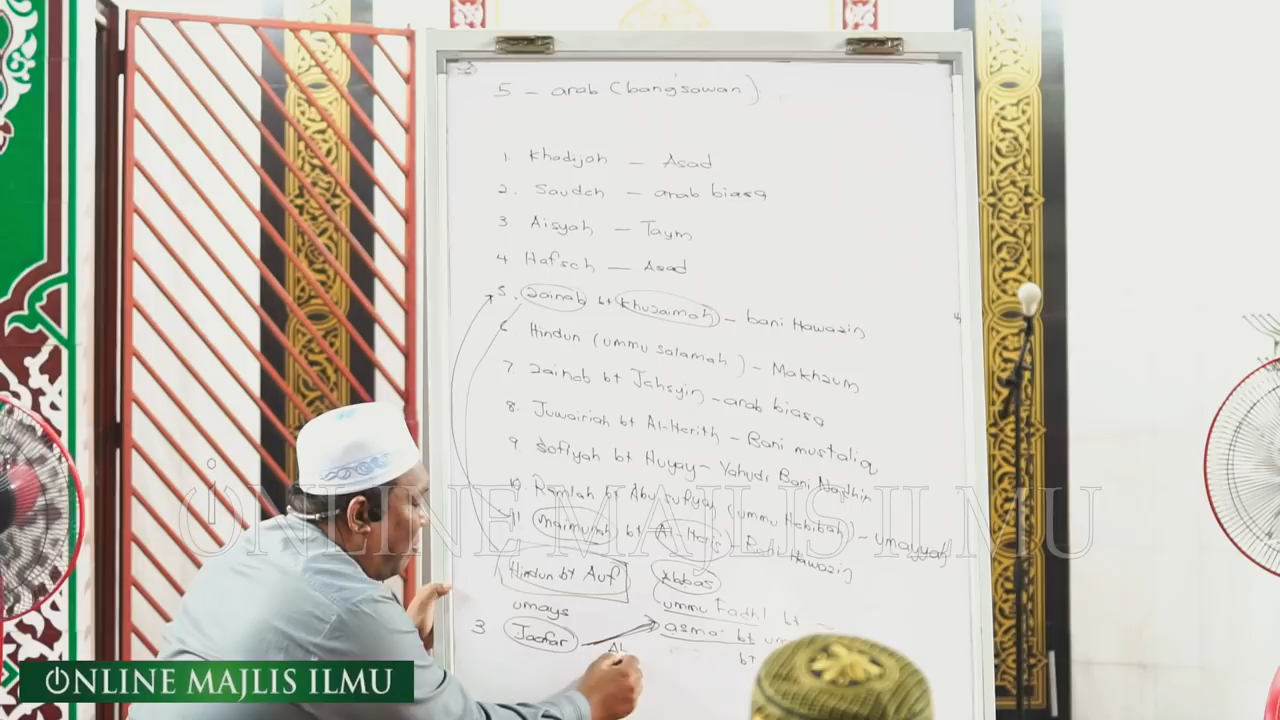 5 - arab (bangsawan)
1. Khadijah - Asad
2. Saudah - arab biasa
3. Aisyah - Taym
4 Hafsah - Asad
5. Zainab bt Khuzaimah - bani Hawazin
6 Hindun (ummu salamah) - Makhzum
7 Zainab bt Jahsyin - arab biasa
8. Juwairiah bt Al-Harith - Bani mustaliq
9 Sofiyah bt Huyay - Yahudi Bani Nadhir
10 Ramlah bt Abu sufyan (ummu Habibah - umayyah
11 maimunah bt Al-Haris - Bani Hawazin
Hindun bt Auf
Abbas
umays
ummu Fadhl bt
3 Jaafar
asma' bt um
bt
ONLINE MAJLIS ILMU
ONLINE MAJLIS ILMU